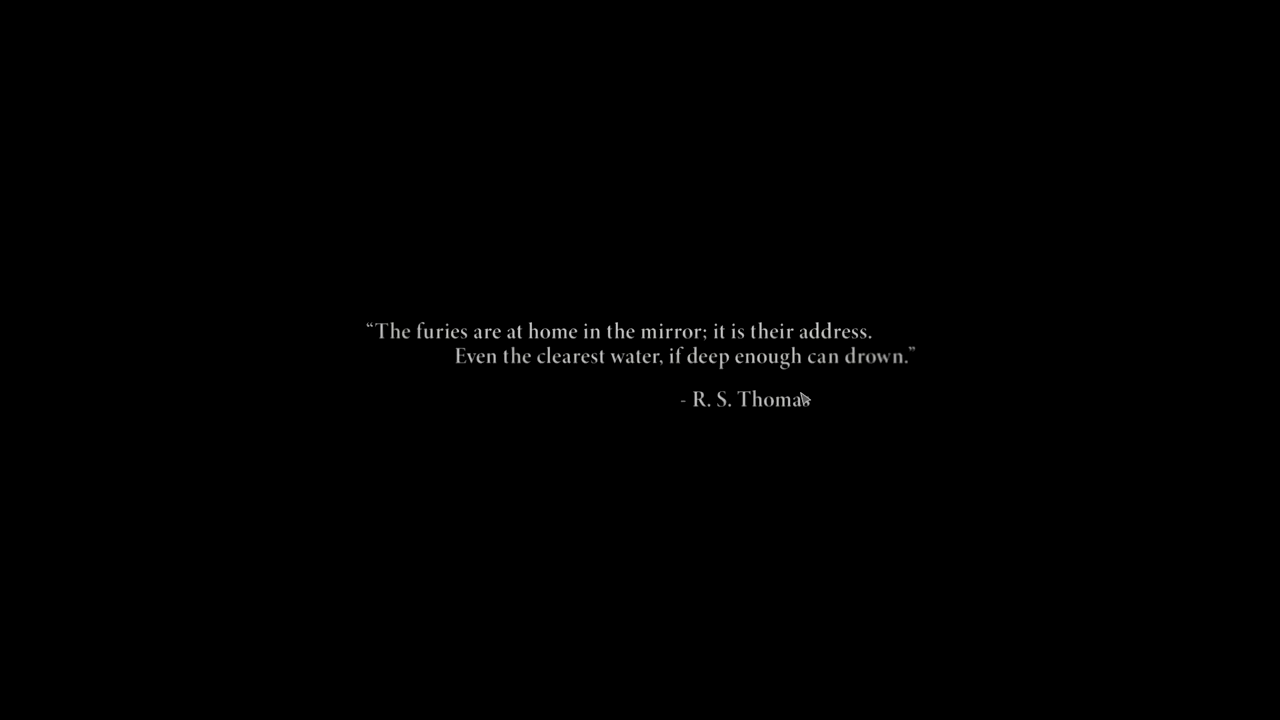 “The furies are at home in the mirror; it is their address.
Even the clearest water, if deep enough can drown.”
- R. S. Thomas